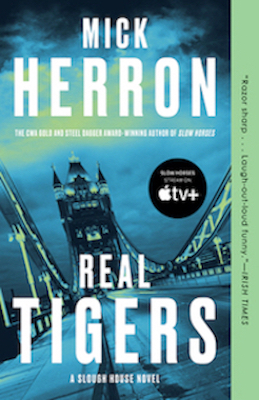 MICK
HERRON
THE CWA GOLD AND STEEL DAGGER AWARD-WINNING AUTHOR OF SLOW HORSES
SLOW HORSES
STREAM ON
tv+
REAL
TIGERS
A SLOUGH HOUSE NOVEL
"Razor sharp . . . Laugh-out-loud funny."—IRISH TIMES